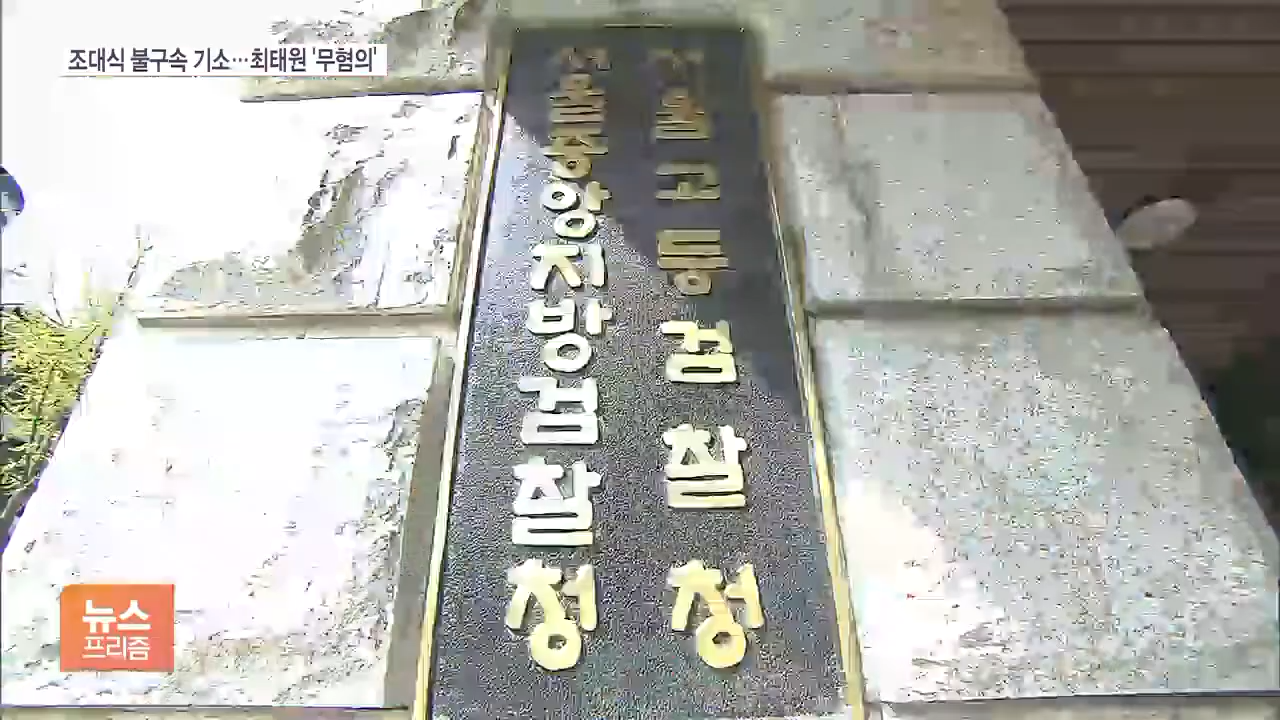 조대식 불구속 기소…최태원 '무혐의'
서울고등검찰청
서울중앙지방검찰청
뉴스
프리즘